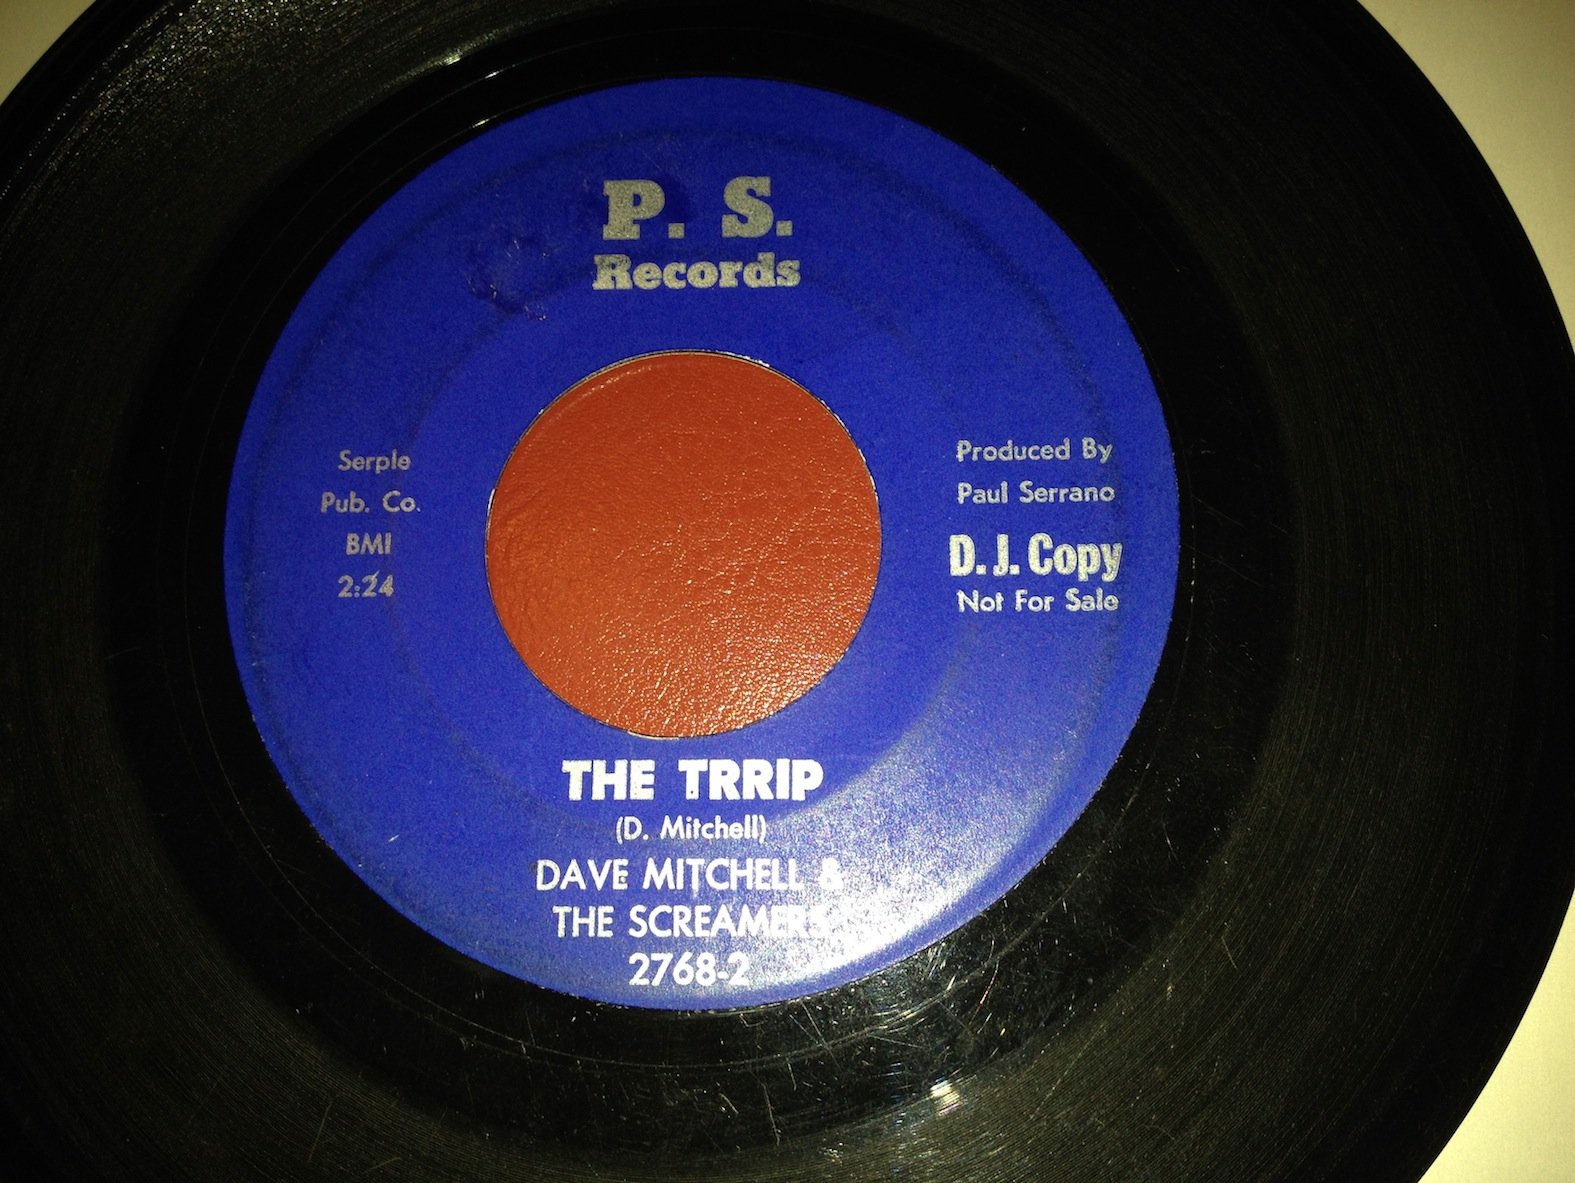 P. S.
Records
Serple
Pub. Co.
BMI
2:24
Produced By
Paul Serrano
D.J. Copy
Not For Sale
THE TRRIP
(D. Mitchell)
DAVE MITCHELL &
THE SCREAMERS
2768-2